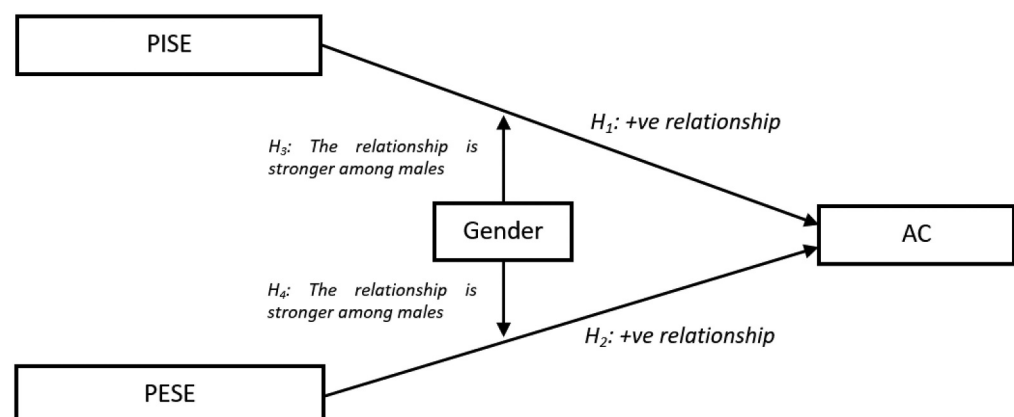 PISE
H₁: +ve relationship
H₃: The relationship is
stronger among males
Gender
AC
H₄: The relationship is
stronger among males
H₂: +ve relationship
PESE